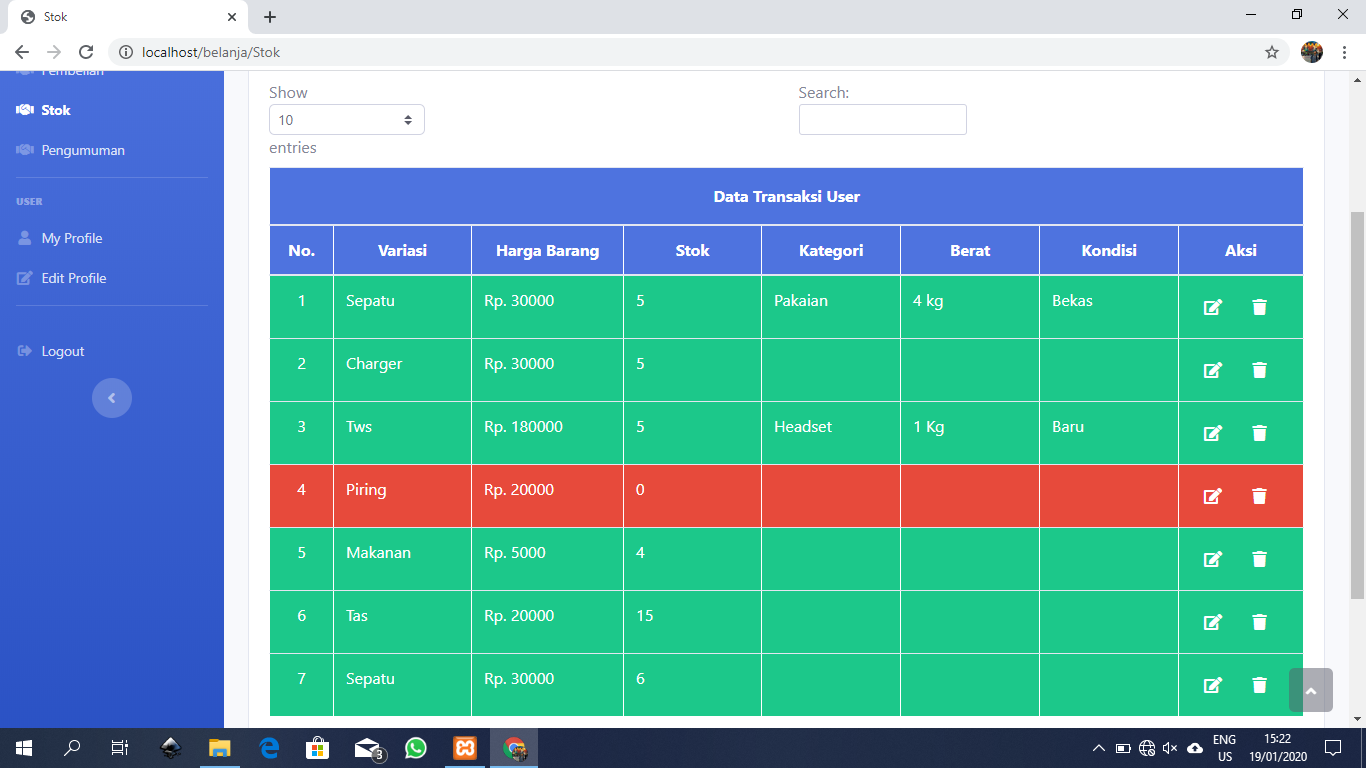 Stok
localhost/belanja/Stok
Pembelian
Stok
Pengumuman
USER
My Profile
Edit Profile
Logout
Show
10
entries
Search:
Data Transaksi User
No. Variasi Harga Barang Stok Kategori Berat Kondisi Aksi
1 Sepatu Rp. 30000 5 Pakaian 4 kg Bekas
2 Charger Rp. 30000 5
3 Tws Rp. 180000 5 Headset 1 Kg Baru
4 Piring Rp. 20000 0
5 Makanan Rp. 5000 4
6 Tas Rp. 20000 15
7 Sepatu Rp. 30000 6
3
ENG
US
15:22
19/01/2020